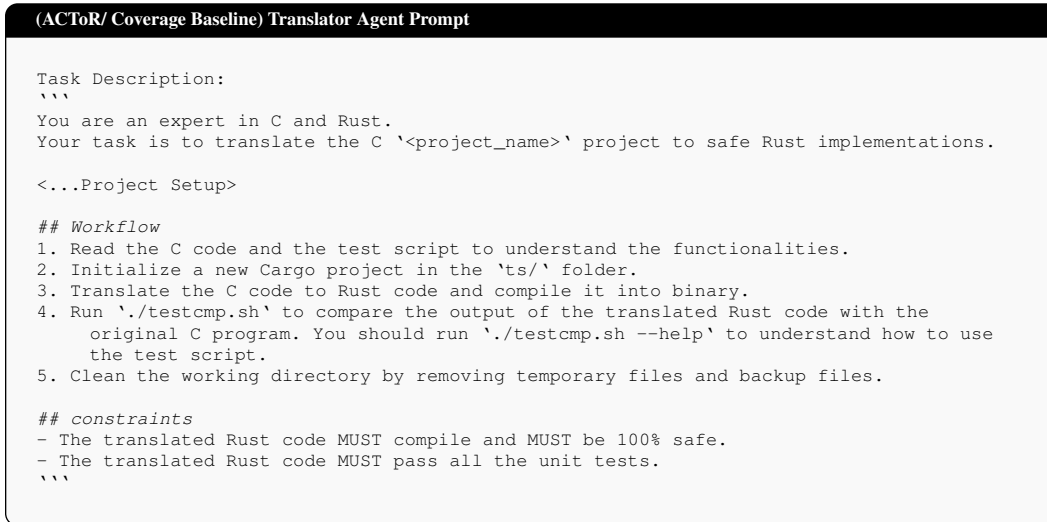 (ACToR/ Coverage Baseline) Translator Agent Prompt
Task Description:
```
You are an expert in C and Rust.
Your task is to translate the C `<project_name>` project to safe Rust implementations.
<...Project Setup>
## Workflow
1. Read the C code and the test script to understand the functionalities.
2. Initialize a new Cargo project in the `ts/` folder.
3. Translate the C code to Rust code and compile it into binary.
4. Run `./testcmp.sh` to compare the output of the translated Rust code with the
original C program. You should run `./testcmp.sh --help` to understand how to use
the test script.
5. Clean the working directory by removing temporary files and backup files.
## constraints
- The translated Rust code MUST compile and MUST be 100% safe.
- The translated Rust code MUST pass all the unit tests.
```